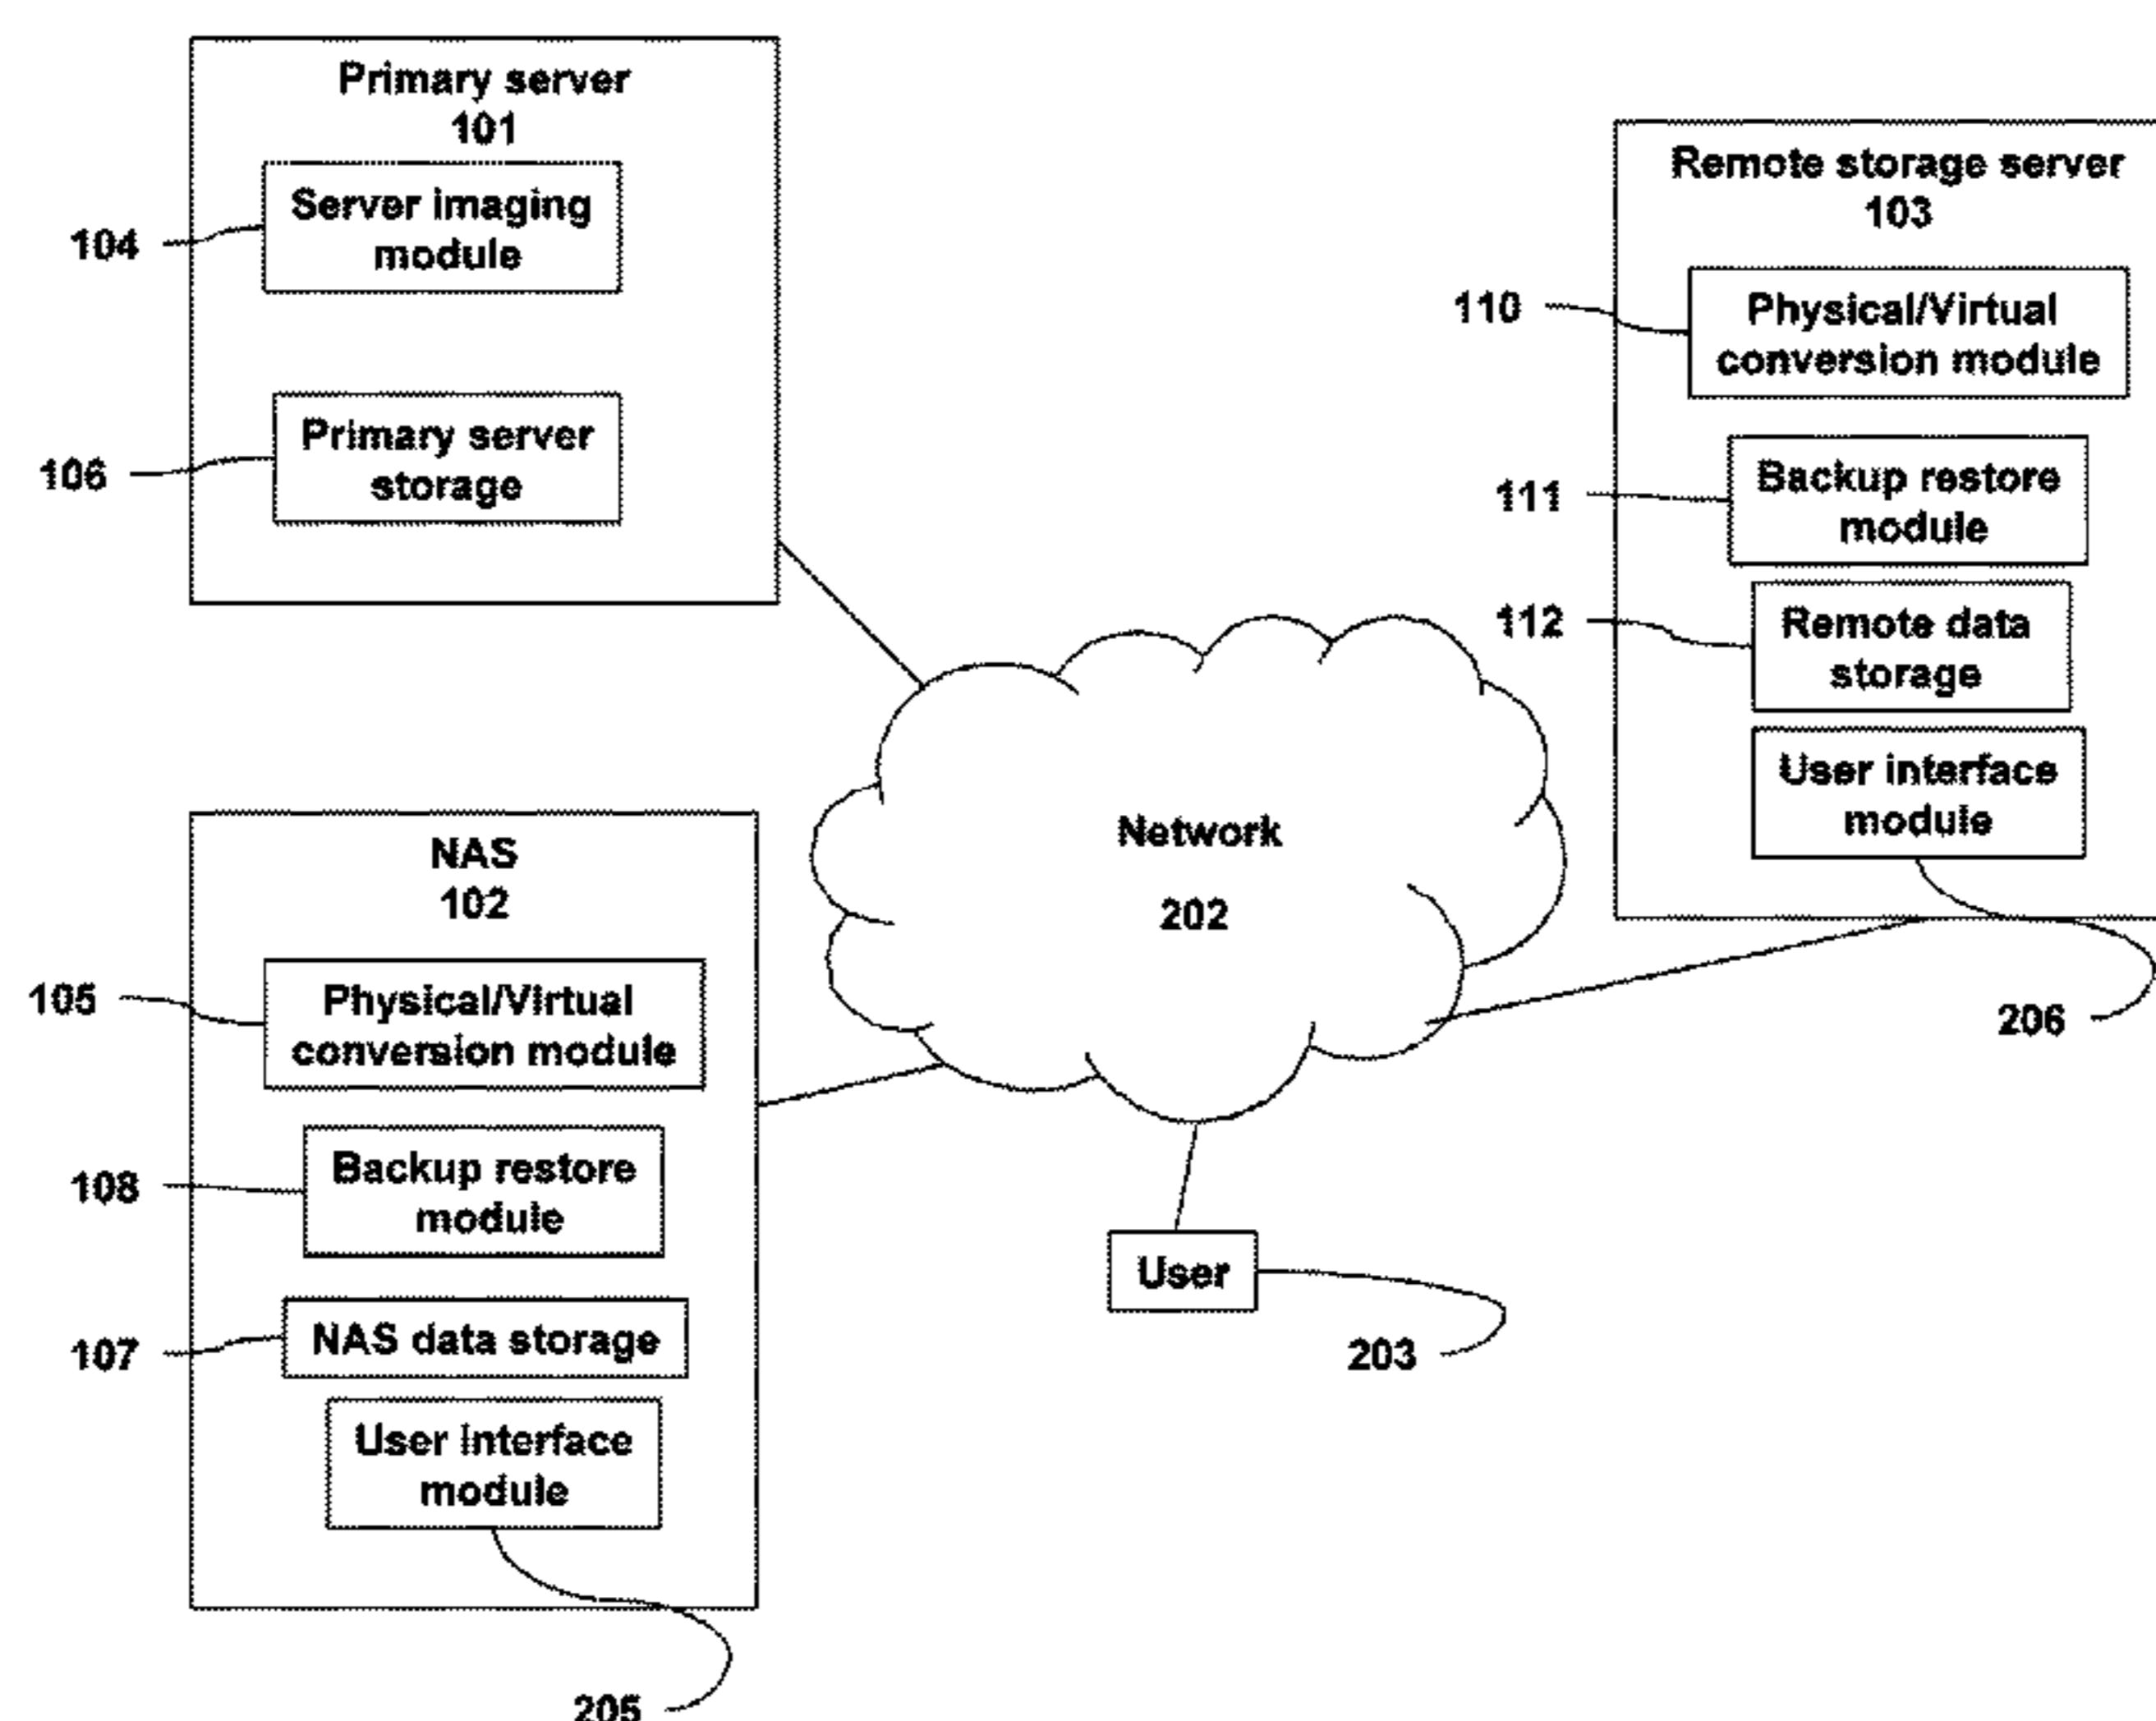 Primary server
101
Server imaging
module
104
Primary server
storage
106
Remote storage server
103
Physical/Virtual
conversion module
110
Backup restore
module
111
Remote data
storage
112
User interface
module
206
Network
202
NAS
102
Physical/Virtual
conversion module
105
Backup restore
module
108
NAS data storage
107
User Interface
module
205
User
203